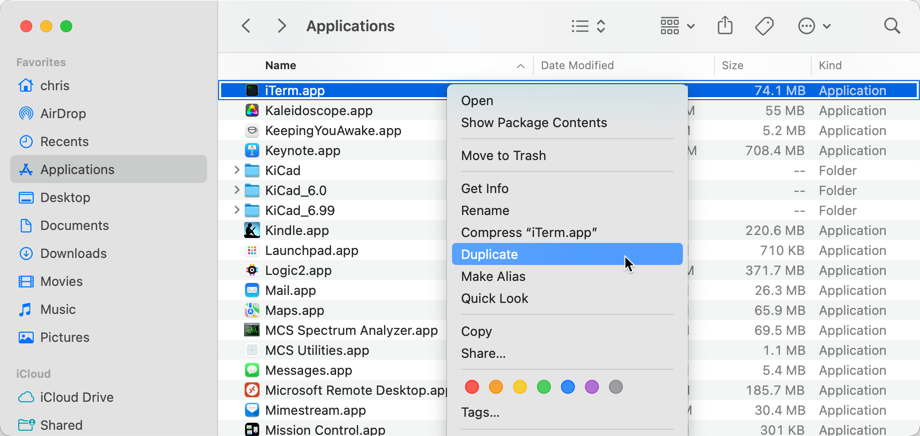 Applications
Favorites
chris
AirDrop
Recents
Applications
Desktop
Documents
Downloads
Movies
Music
Pictures
iCloud
iCloud Drive
Shared
Name Date Modified Size Kind
iTerm.app 74.1 MB Application
Kaleidoscope.app M 55 MB Application
KeepingYouAwake.app 5.2 MB Application
Keynote.app M 708.4 MB Application
KiCad -- Folder
KiCad_6.0 -- Folder
KiCad_6.99 -- Folder
Kindle.app 220.6 MB Application
Launchpad.app 710 KB Application
Logic2.app 371.7 MB Application
Mail.app 26.3 MB Application
Maps.app 65.9 MB Application
MCS Spectrum Analyzer.app 69.5 MB Application
MCS Utilities.app 1.1 MB Application
Messages.app 5.4 MB Application
Microsoft Remote Desktop.app 185.7 MB Application
Mimestream.app 30.4 MB Application
Mission Control.app 301 KB Application
Open
Show Package Contents
Move to Trash
Get Info
Rename
Compress “iTerm.app”
Duplicate
Make Alias
Quick Look
Copy
Share...
Tags...